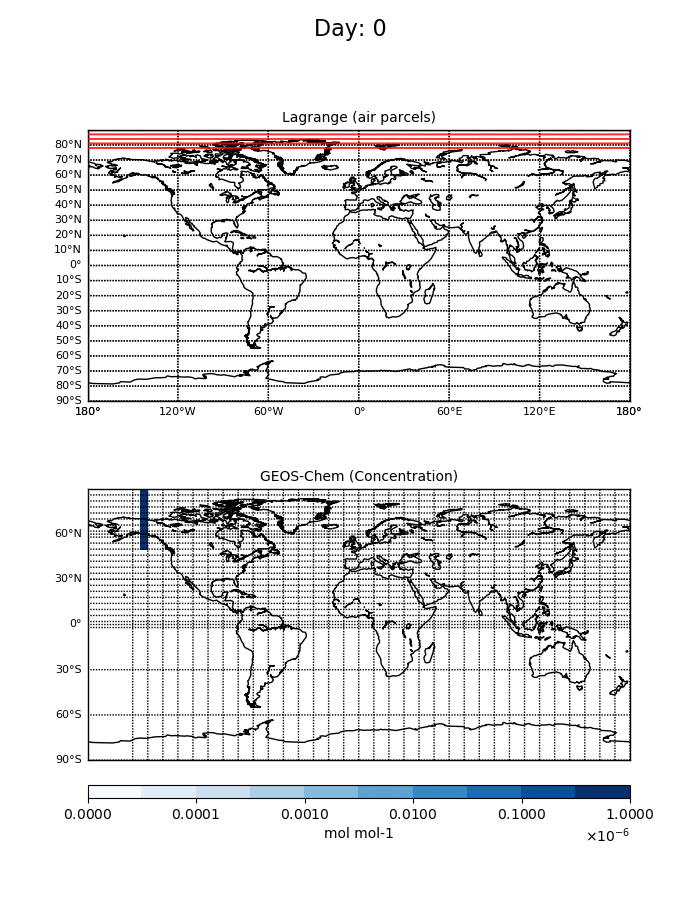 Day: 0
Lagrange (air parcels)
80°N
70°N
60°N
50°N
40°N
30°N
20°N
10°N
0°
10°S
20°S
30°S
40°S
50°S
60°S
70°S
80°S
90°S
180° 120°W 60°W 0° 60°E 120°E 180°
GEOS-Chem (Concentration)
60°N
30°N
0°
30°S
60°S
90°S
0.0000 0.0001 0.0010 0.0100 0.1000 1.0000
mol mol-1 ×10⁻⁶